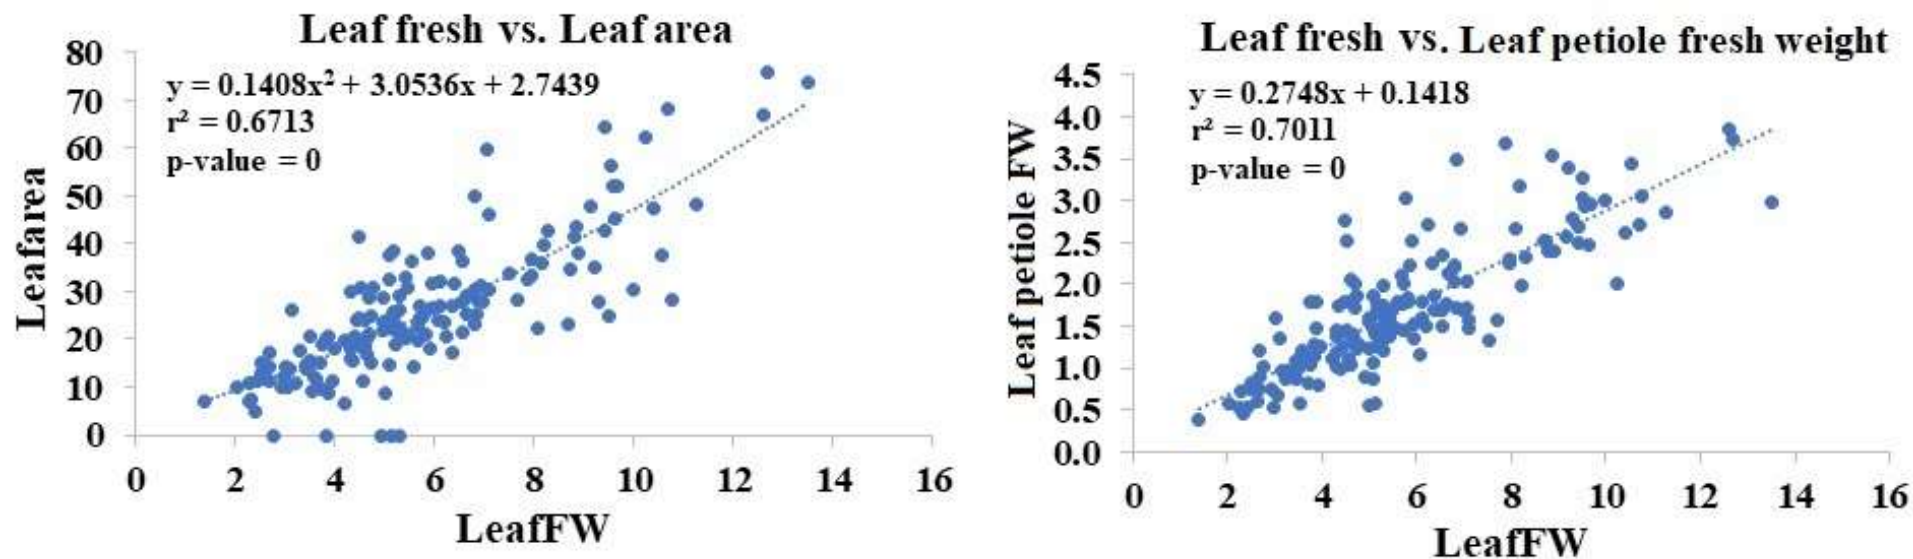 Leaf fresh vs. Leaf area
y = 0.1408x² + 3.0536x + 2.7439
r² = 0.6713
p-value = 0
80
70
60
50
40
30
20
10
0
Leafarea
0 2 4 6 8 10 12 14 16
LeafFW
Leaf fresh vs. Leaf petiole fresh weight
y = 0.2748x + 0.1418
r² = 0.7011
p-value = 0
4.5
4.0
3.5
3.0
2.5
2.0
1.5
1.0
0.5
0.0
Leaf petiole FW
0 2 4 6 8 10 12 14 16
LeafFW